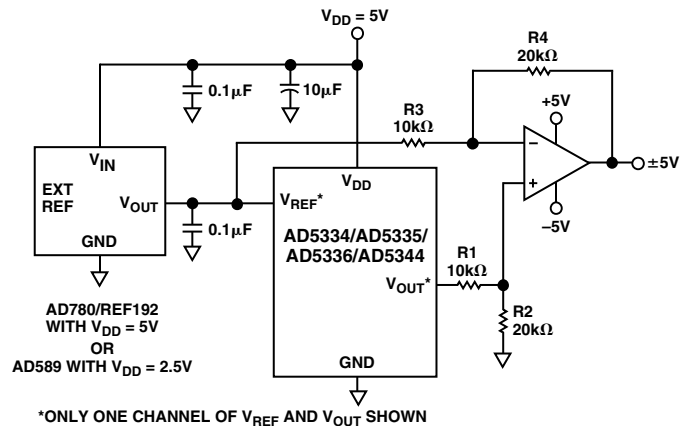 V_DD = 5V
R4
20kΩ
0.1μF
10μF
R3
10kΩ
+5V
−
+
±5V
−5V
V_IN
EXT
REF
V_OUT
GND
0.1μF
V_DD
V_REF*
AD5334/AD5335/
AD5336/AD5344
V_OUT*
GND
R1
10kΩ
R2
20kΩ
AD780/REF192
WITH V_DD = 5V
OR
AD589 WITH V_DD = 2.5V
*ONLY ONE CHANNEL OF V_REF AND V_OUT SHOWN